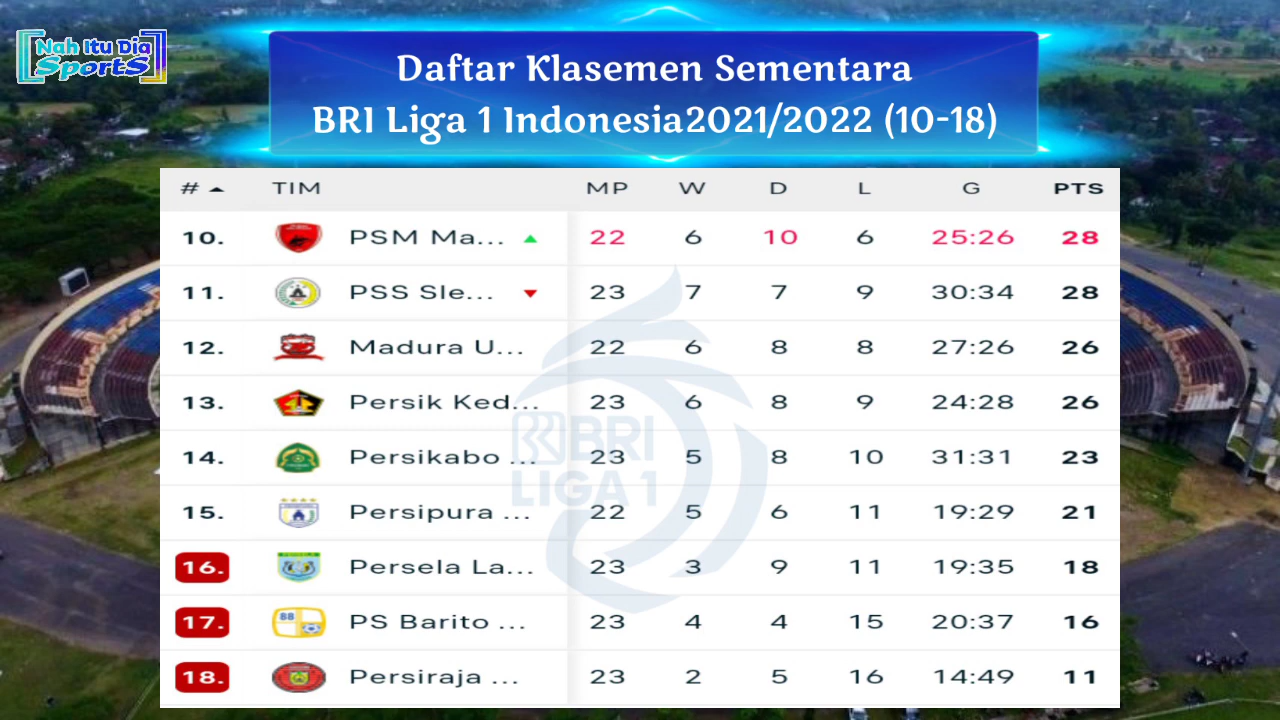 Nah Itu Dia
Sports
Daftar Klasemen Sementara
BRI Liga 1 Indonesia2021/2022 (10-18)
# TIM MP W D L G PTS
10. PSM Ma... 22 6 10 6 25:26 28
11. PSS Sle... 23 7 7 9 30:34 28
12. Madura U... 22 6 8 8 27:26 26
13. Persik Ked... 23 6 8 9 24:28 26
14. Persikabo ... 23 5 8 10 31:31 23
15. Persipura ... 22 5 6 11 19:29 21
16. Persela La... 23 3 9 11 19:35 18
17. PS Barito ... 23 4 4 15 20:37 16
18. Persiraja ... 23 2 5 16 14:49 11
BRI
LIGA 1